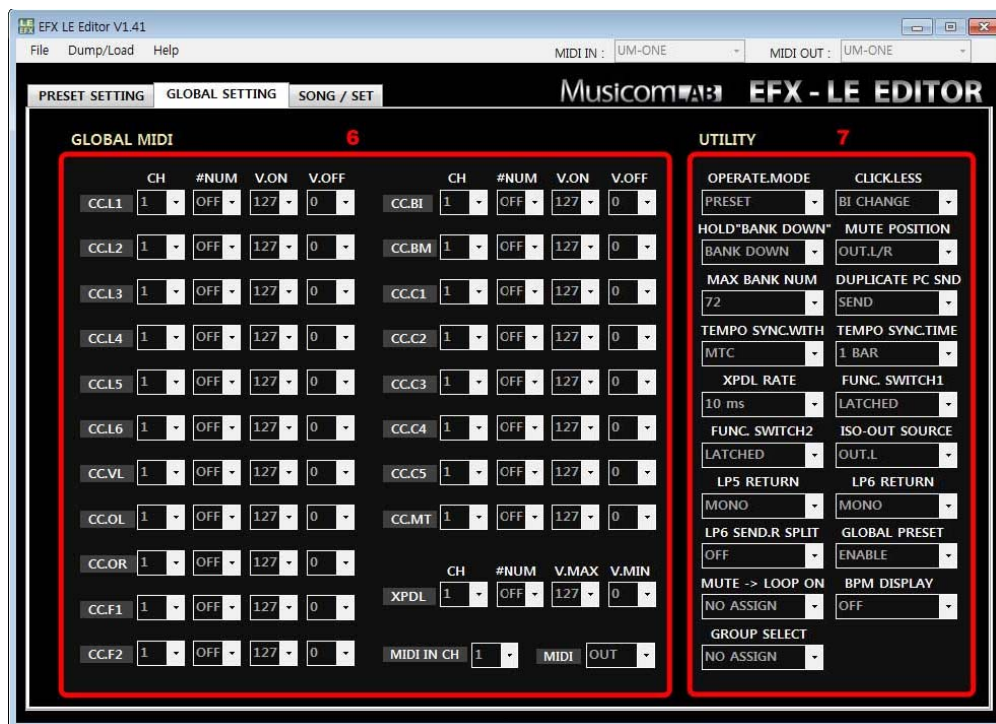 EFX LE Editor V1.41
File Dump/Load Help MIDI IN : UM-ONE MIDI OUT : UM-ONE
PRESET SETTING GLOBAL SETTING SONG / SET MusicomLAB EFX - LE EDITOR
GLOBAL MIDI 6 UTILITY 7
CH #NUM V.ON V.OFF CH #NUM V.ON V.OFF OPERATE.MODE CLICK.LESS
CC.L1 1 OFF 127 0 CC.BI 1 OFF 127 0 PRESET BI CHANGE
HOLD"BANK DOWN" MUTE POSITION
CC.L2 1 OFF 127 0 CC.BM 1 OFF 127 0 BANK DOWN OUT.L/R
MAX BANK NUM DUPLICATE PC SND
CC.L3 1 OFF 127 0 CC.C1 1 OFF 127 0 72 SEND
TEMPO SYNC.WITH TEMPO SYNC.TIME
CC.L4 1 OFF 127 0 CC.C2 1 OFF 127 0 MTC 1 BAR
XPDL RATE FUNC. SWITCH1
CC.L5 1 OFF 127 0 CC.C3 1 OFF 127 0 10 ms LATCHED
FUNC. SWITCH2 ISO-OUT SOURCE
CC.L6 1 OFF 127 0 CC.C4 1 OFF 127 0 LATCHED OUT.L
CC.VL 1 OFF 127 0 CC.C5 1 OFF 127 0 LP5 RETURN LP6 RETURN
MONO MONO
CC.OL 1 OFF 127 0 CC.MT 1 OFF 127 0 LP6 SEND.R SPLIT GLOBAL PRESET
CC.OR 1 OFF 127 0 OFF ENABLE
CH #NUM V.MAX V.MIN MUTE -> LOOP ON BPM DISPLAY
CC.F1 1 OFF 127 0 XPDL 1 OFF 127 0 NO ASSIGN OFF
GROUP SELECT
CC.F2 1 OFF 127 0 MIDI IN CH 1 MIDI OUT NO ASSIGN